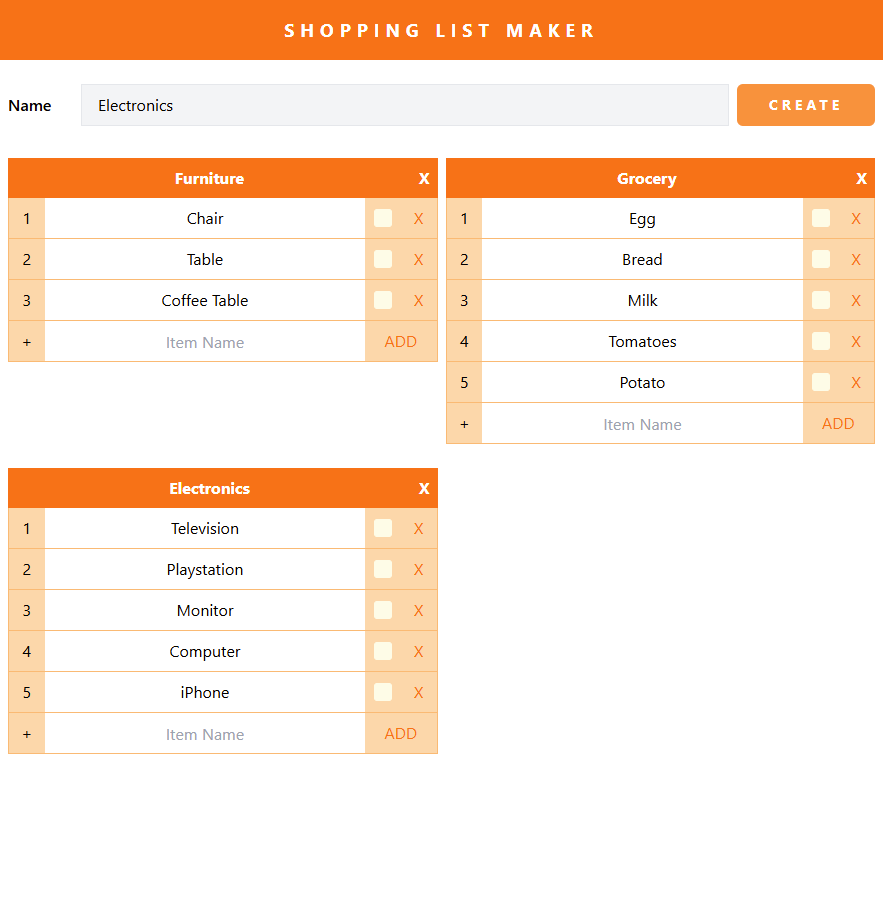 SHOPPING LIST MAKER
Name Electronics CREATE
Furniture X
1 Chair X
2 Table X
3 Coffee Table X
+ Item Name ADD
Grocery X
1 Egg X
2 Bread X
3 Milk X
4 Tomatoes X
5 Potato X
+ Item Name ADD
Electronics X
1 Television X
2 Playstation X
3 Monitor X
4 Computer X
5 iPhone X
+ Item Name ADD